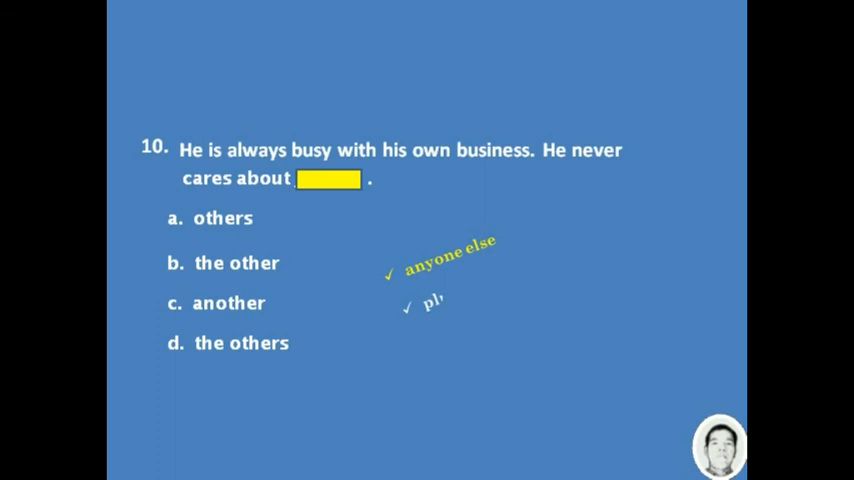 10. He is always busy with his own business. He never
cares about .
a. others
b. the other
✓ anyone else
c. another
✓
d. the others